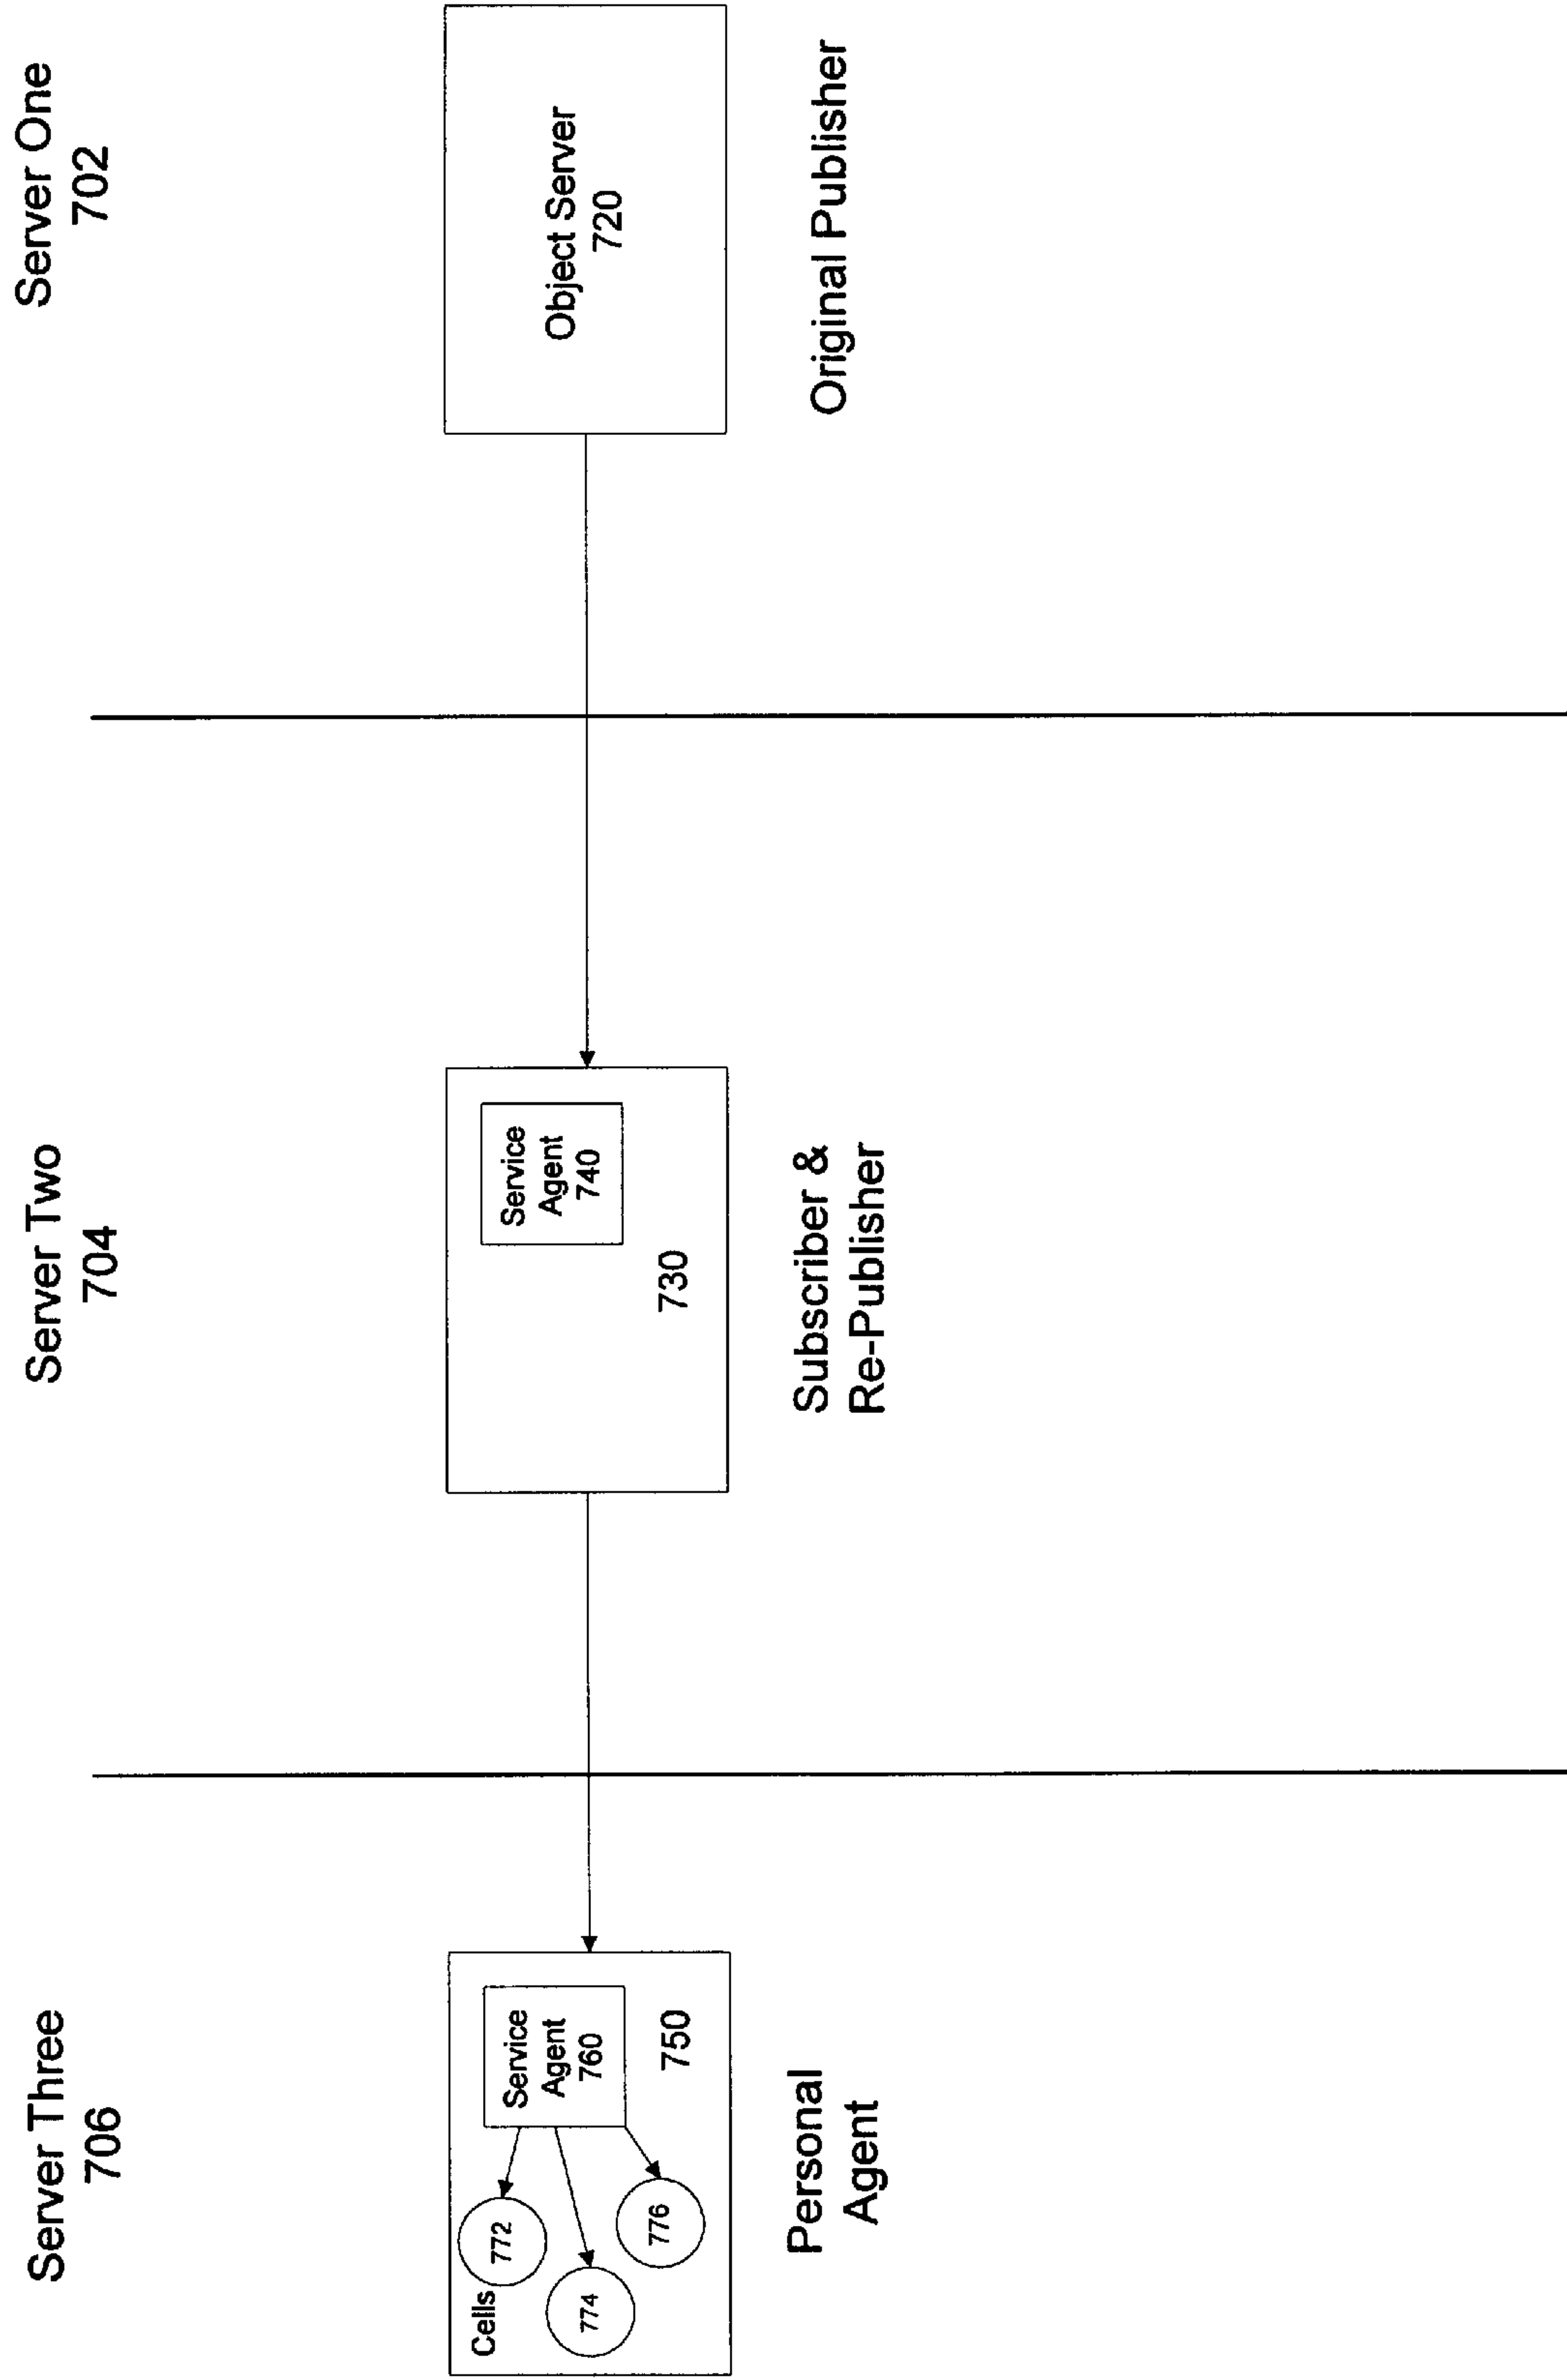 Server Three
706
Server Two
704
Server One
702
Cells
772
774
776
Service
Agent
760
750
Service
Agent
740
730
Object Server
720
Personal
Agent
Subscriber &
Re-Publisher
Original Publisher